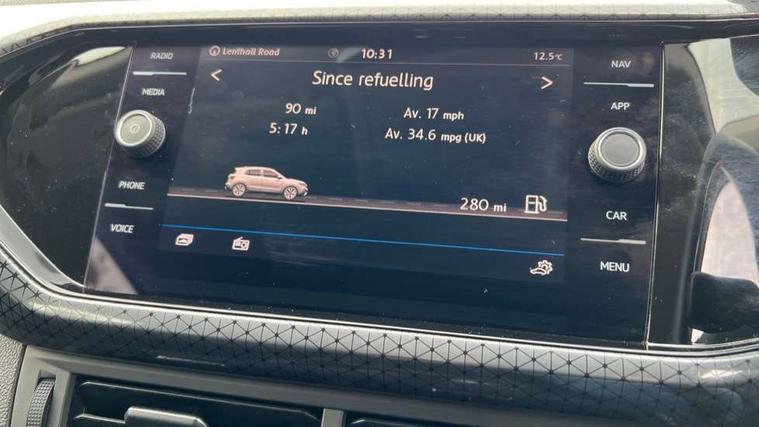 RADIO
MEDIA
PHONE
VOICE
Lenthall Road
10:31
12.5°C
Since refuelling
90 mi
Av. 17 mph
5:17 h
Av. 34.6 mpg (UK)
280 mi
NAV
APP
CAR
MENU